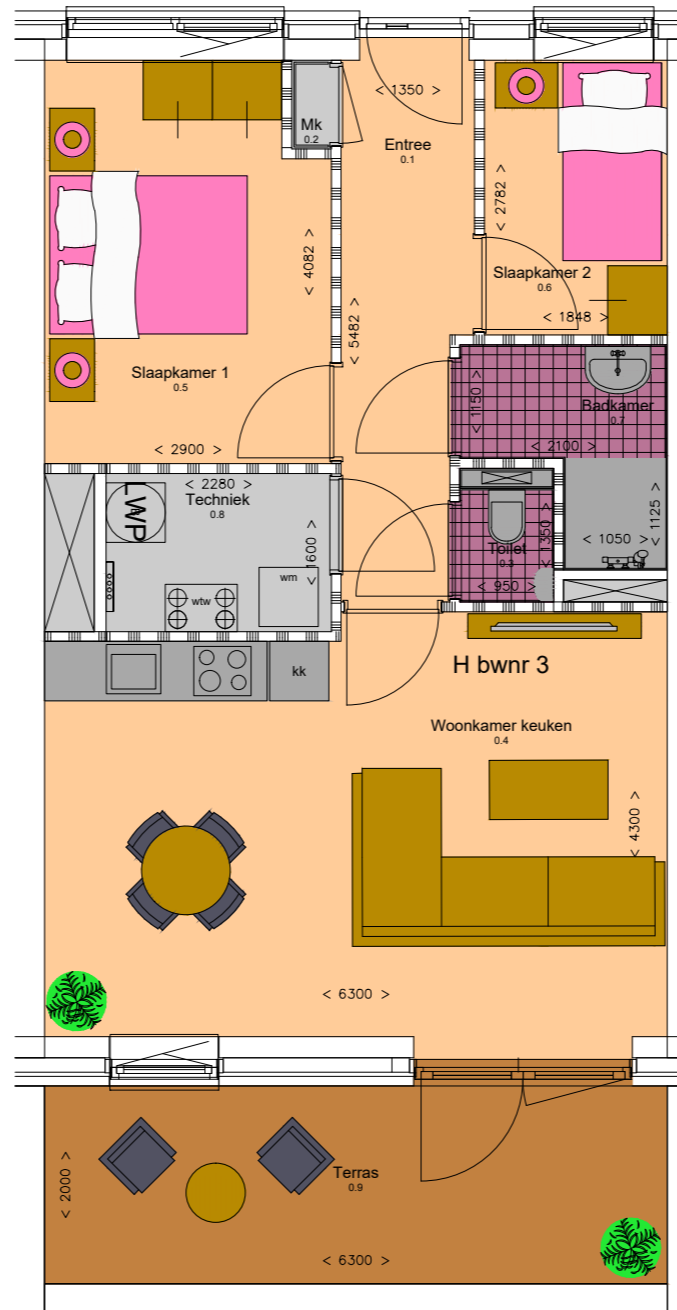 < 1350 >
Mk
0.2
Entree
0.1
< 2782 >
< 4082 >
Slaapkamer 2
0.6
< 1848 >
< 5482 >
Slaapkamer 1
0.5
< 1150 >
Badkamer
0.7
< 2100 >
< 2900 >
< 2280 >
Techniek
0.8
LWP
< 1600 >
Toilet
0.3
< 1350 >
< 1050 >
< 1125 >
< 950 >
wm
wtw
kk
H bwnr 3
Woonkamer keuken
0.4
< 4300 >
< 6300 >
Terras
0.9
< 2000 >
< 6300 >